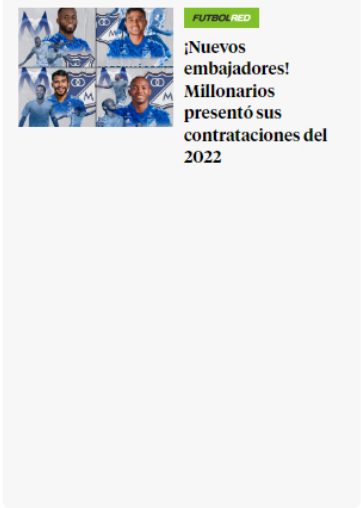 FUTBOLRED
¡Nuevos
embajadores!
Millonarios
presentó sus
contrataciones del
2022